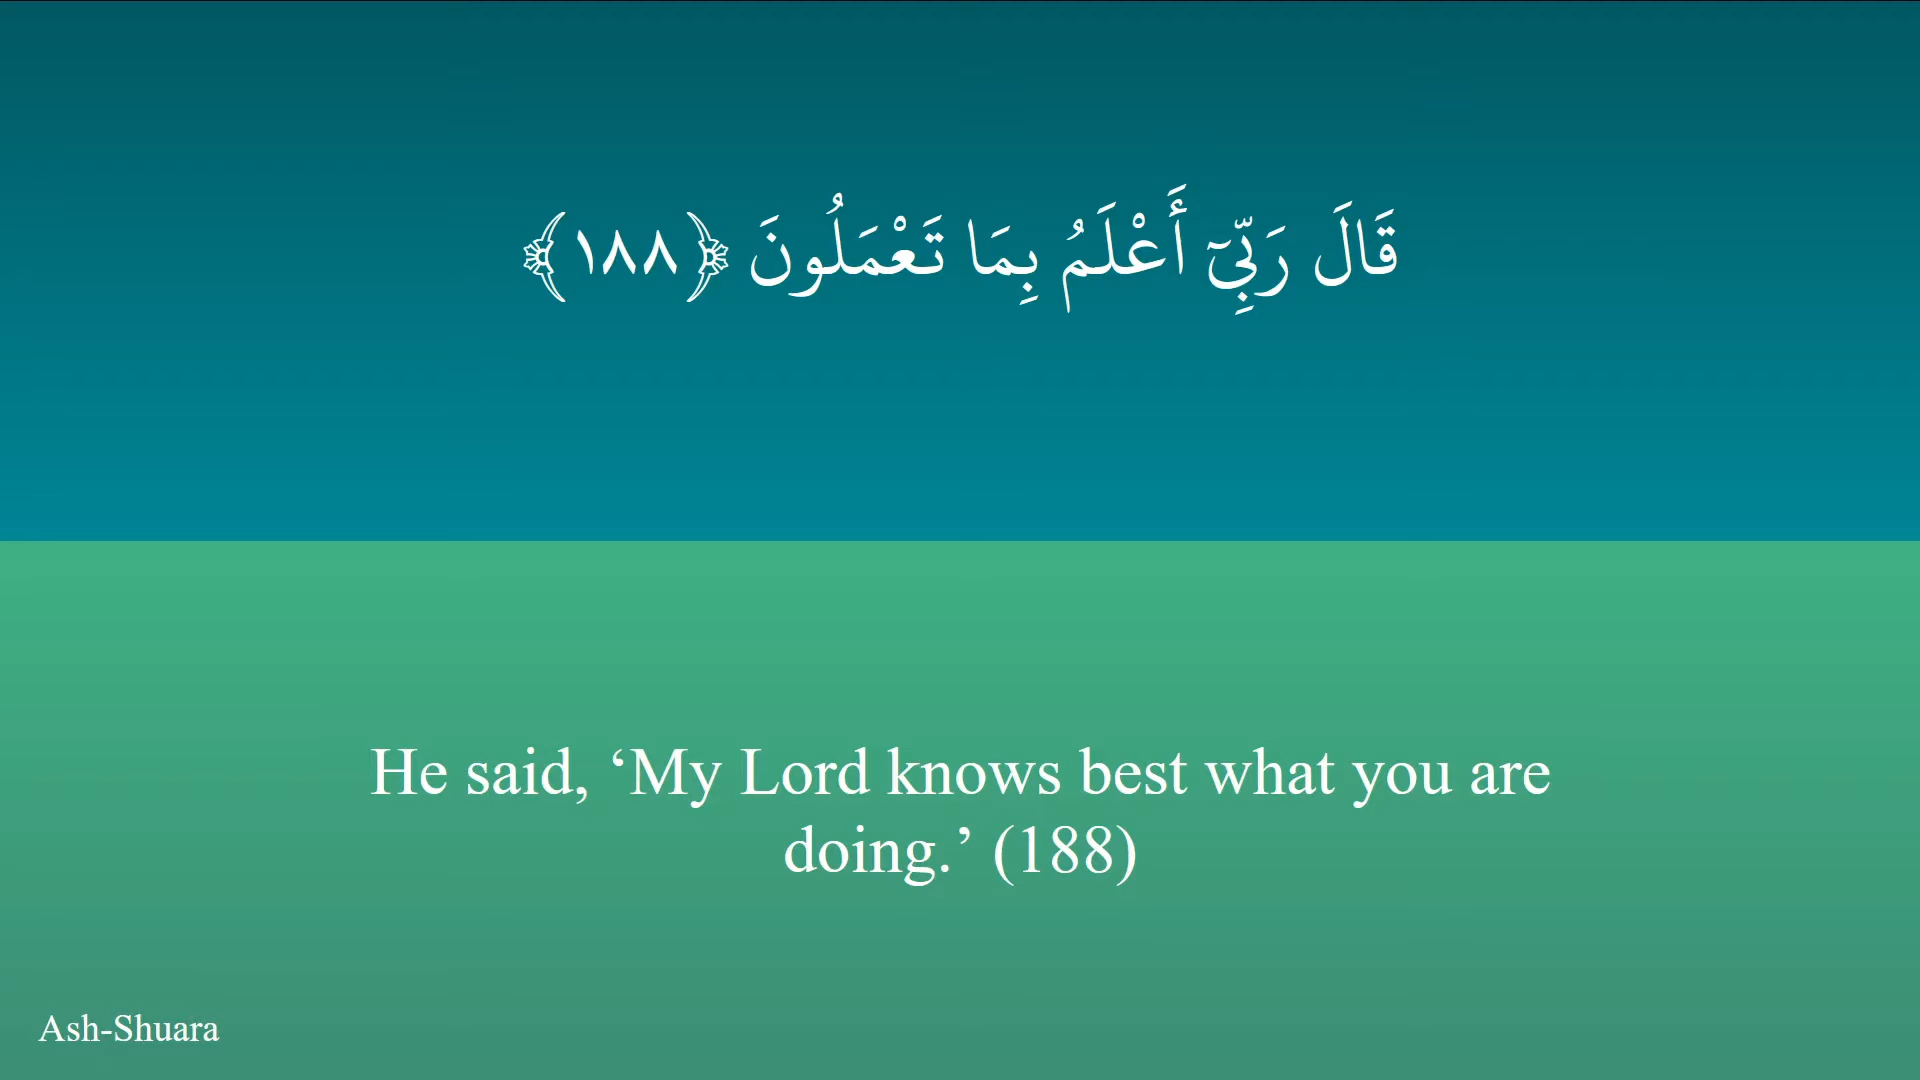 قَالَ رَبِّيٓ أَعْلَمُ بِمَا تَعْمَلُونَ ﴿١٨٨﴾
He said, ‘My Lord knows best what you are
doing.’ (188)
Ash-Shuara